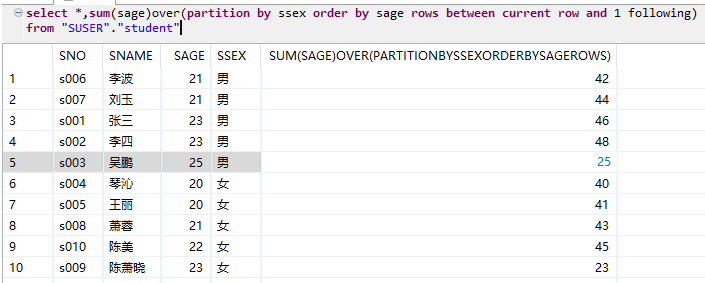 select *,sum(sage)over(partition by ssex order by sage rows between current row and 1 following)
from "SUSER"."student"
SNO SNAME SAGE SSEX SUM(SAGE)OVER(PARTITIONBYSSEXORDERBYSAGEROWS)
1 s006 李波 21 男 42
2 s007 刘玉 21 男 44
3 s001 张三 23 男 46
4 s002 李四 23 男 48
5 s003 吴鹏 25 男 25
6 s004 琴沁 20 女 40
7 s005 王丽 20 女 41
8 s008 萧蓉 21 女 43
9 s010 陈美 22 女 45
10 s009 陈萧晓 23 女 23